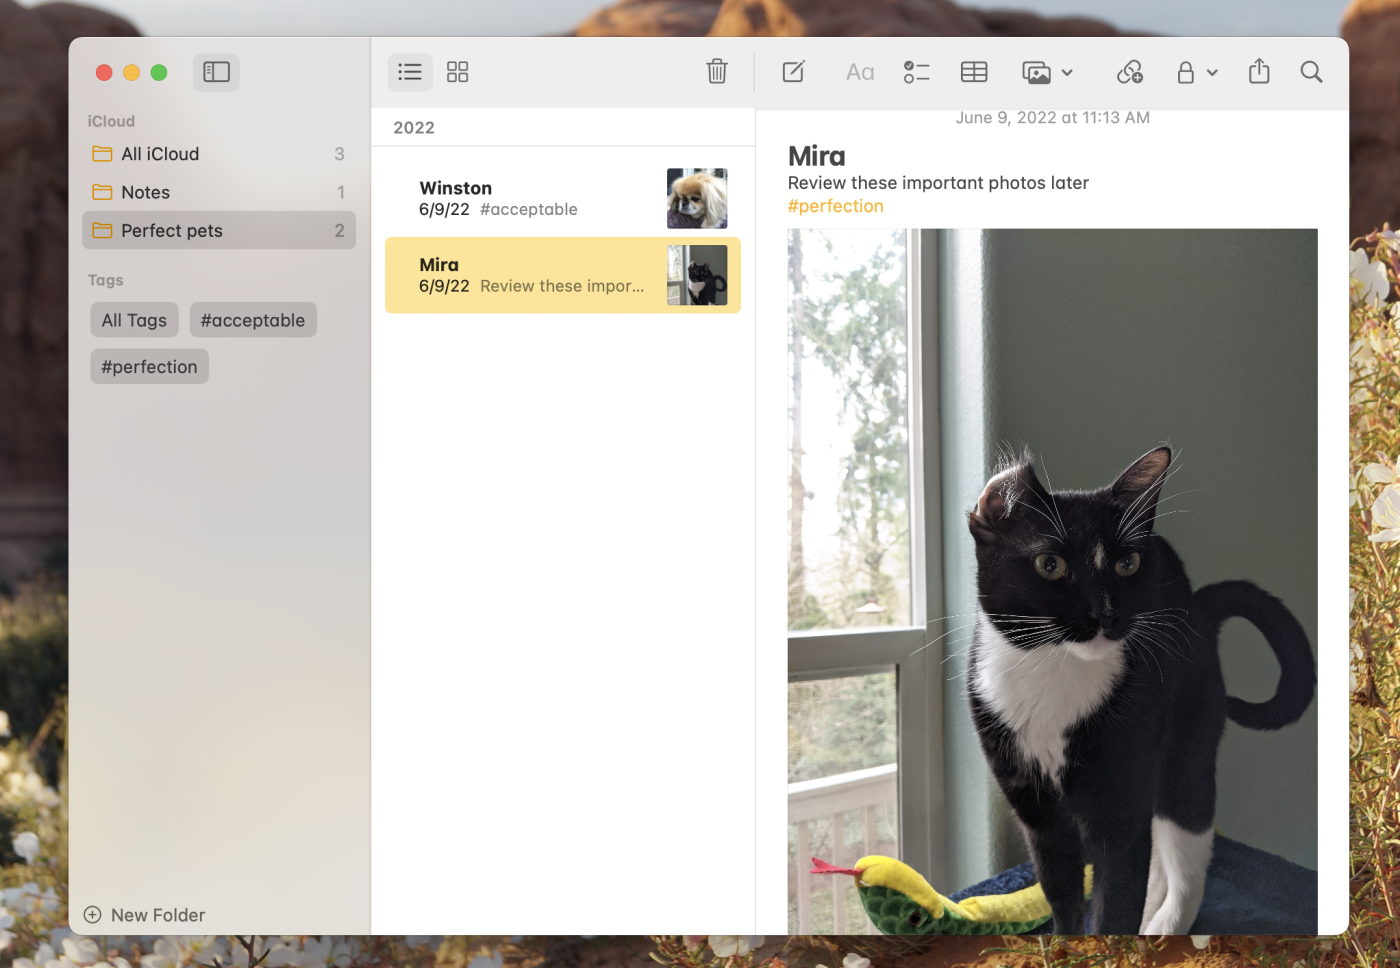 iCloud
All iCloud 3
Notes 1
Perfect pets 2
Tags
All Tags #acceptable
#perfection
New Folder
2022
Winston
6/9/22 #acceptable
Mira
6/9/22 Review these impor...
Aa
June 9, 2022 at 11:13 AM
Mira
Review these important photos later
#perfection